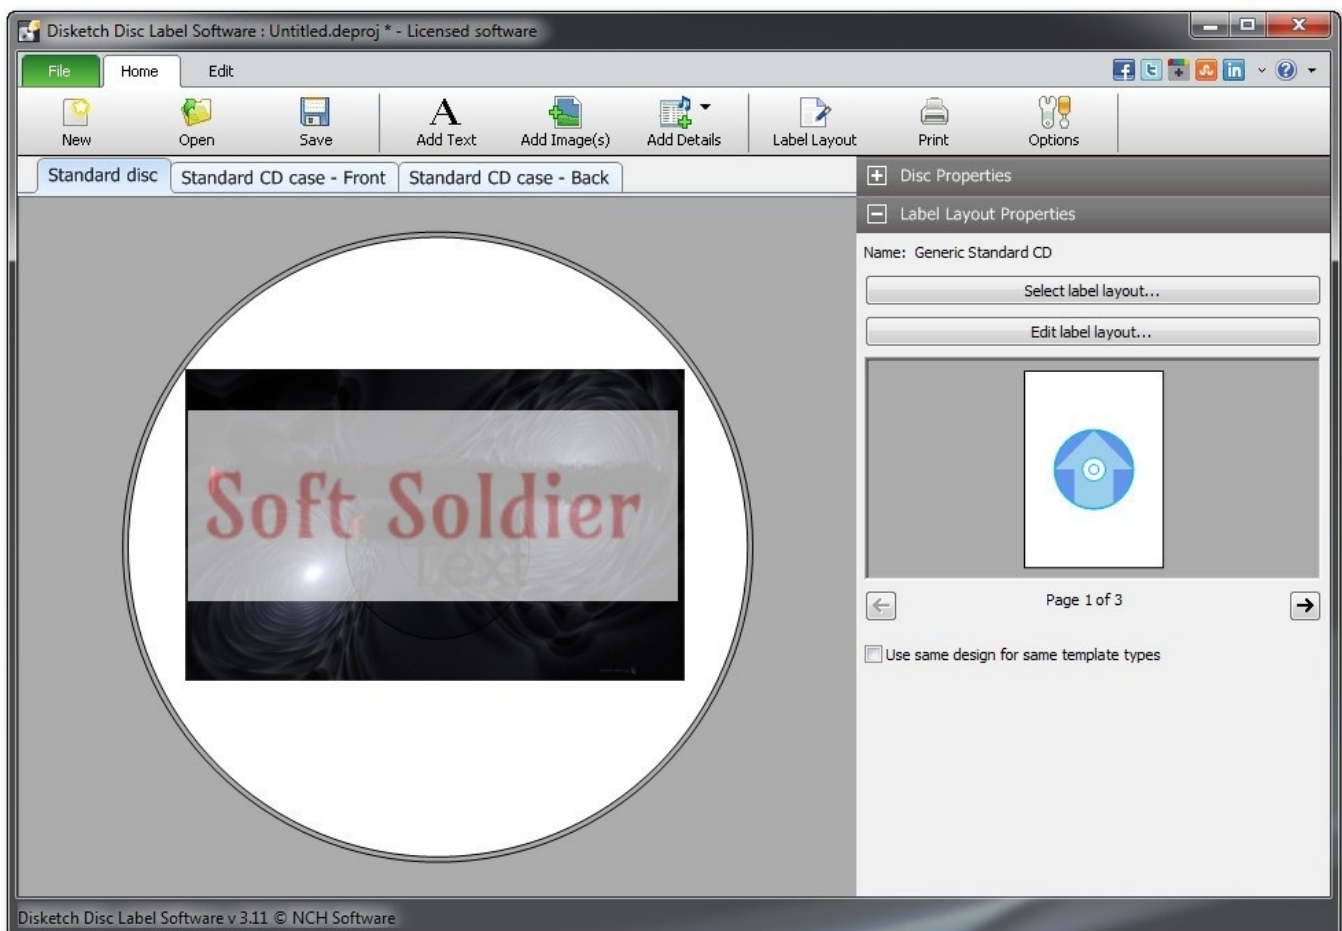 Disketch Disc Label Software : Untitled.deproj * - Licensed software
File Home Edit
New Open Save Add Text Add Image(s) Add Details Label Layout Print Options
Standard disc Standard CD case - Front Standard CD case - Back
Disc Properties
Label Layout Properties
Name: Generic Standard CD
Select label layout...
Edit label layout...
Soft Soldier
Text
Page 1 of 3
Use same design for same template types
Disketch Disc Label Software v 3.11 © NCH Software